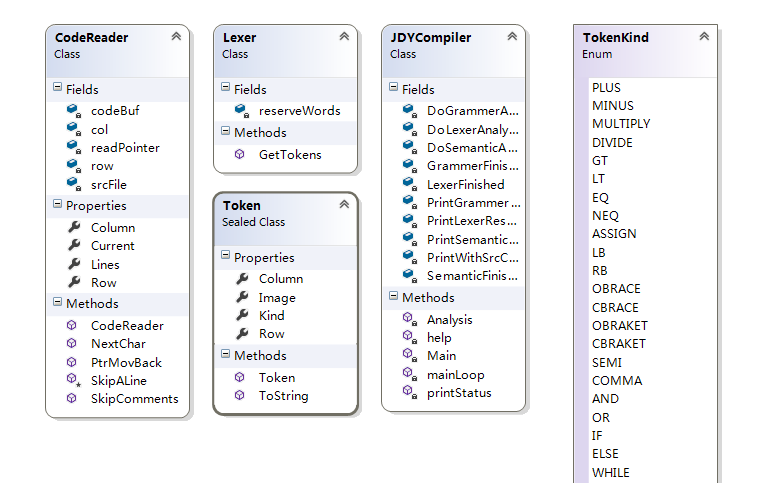 CodeReader
Class
Fields
codeBuf
col
readPointer
row
srcFile
Properties
Column
Current
Lines
Row
Methods
CodeReader
NextChar
PtrMovBack
SkipALine
SkipComments
Lexer
Class
Fields
reserveWords
Methods
GetTokens
Token
Sealed Class
Properties
Column
Image
Kind
Row
Methods
Token
ToString
JDYCompiler
Class
Fields
DoGrammerA...
DoLexerAnaly...
DoSemanticA...
GrammerFinis...
LexerFinished
PrintGrammer...
PrintLexerRes...
PrintSemantic...
PrintWithSrcC...
SemanticFinis...
Methods
Analysis
help
Main
mainLoop
printStatus
TokenKind
Enum
PLUS
MINUS
MULTIPLY
DIVIDE
GT
LT
EQ
NEQ
ASSIGN
LB
RB
OBRACE
CBRACE
OBRAKET
CBRAKET
SEMI
COMMA
AND
OR
IF
ELSE
WHILE